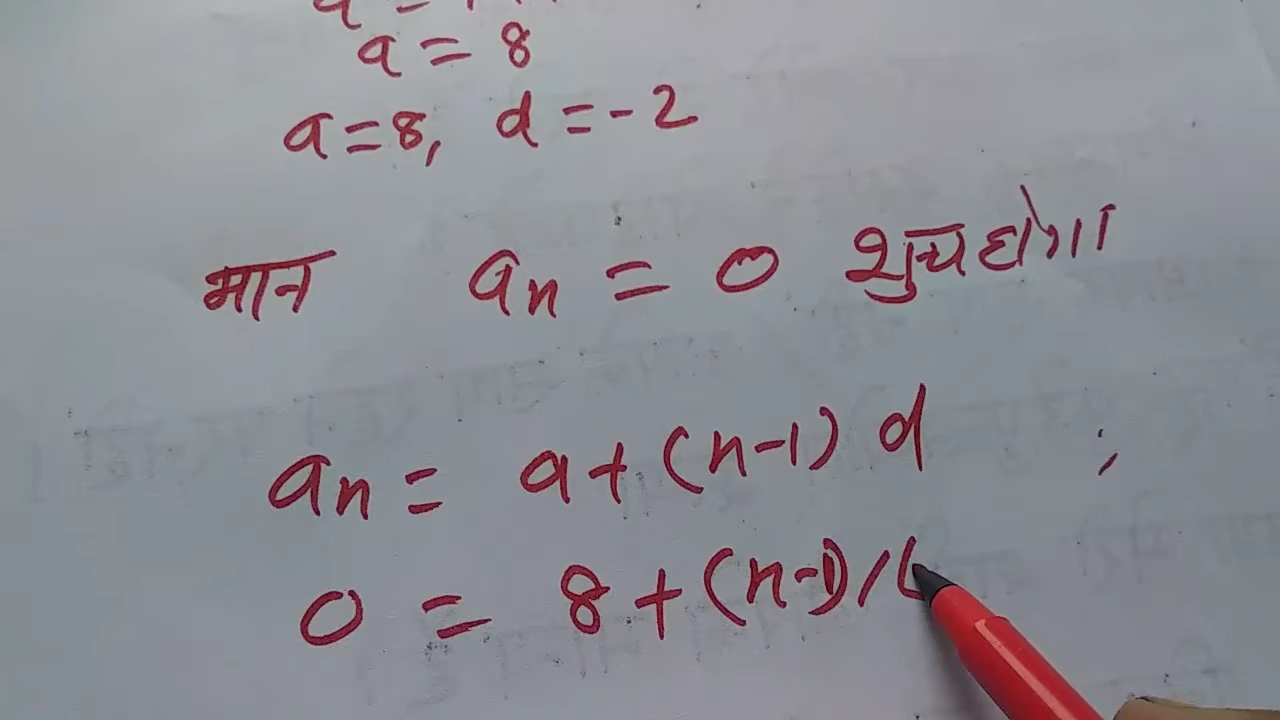 a = 8
a = 8, d = -2
मान an = 0 शुन्य होगा
an = a + (n-1) d
0 = 8 + (n-1) (